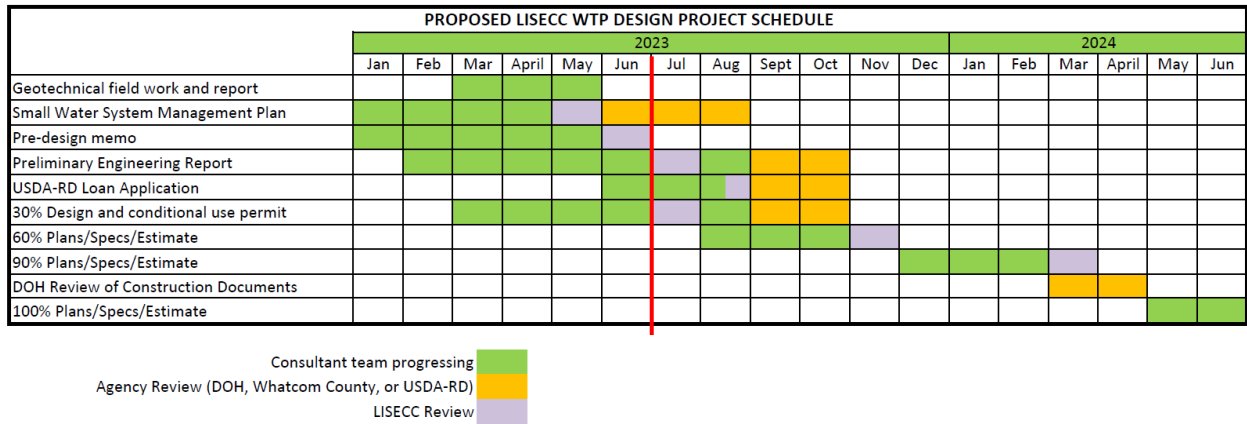 PROPOSED LISECC WTP DESIGN PROJECT SCHEDULE
2023 2024
Jan Feb Mar April May Jun Jul Aug Sept Oct Nov Dec Jan Feb Mar April May Jun
Geotechnical field work and report
Small Water System Management Plan
Pre-design memo
Preliminary Engineering Report
USDA-RD Loan Application
30% Design and conditional use permit
60% Plans/Specs/Estimate
90% Plans/Specs/Estimate
DOH Review of Construction Documents
100% Plans/Specs/Estimate
Consultant team progressing
Agency Review (DOH, Whatcom County, or USDA-RD)
LISECC Review